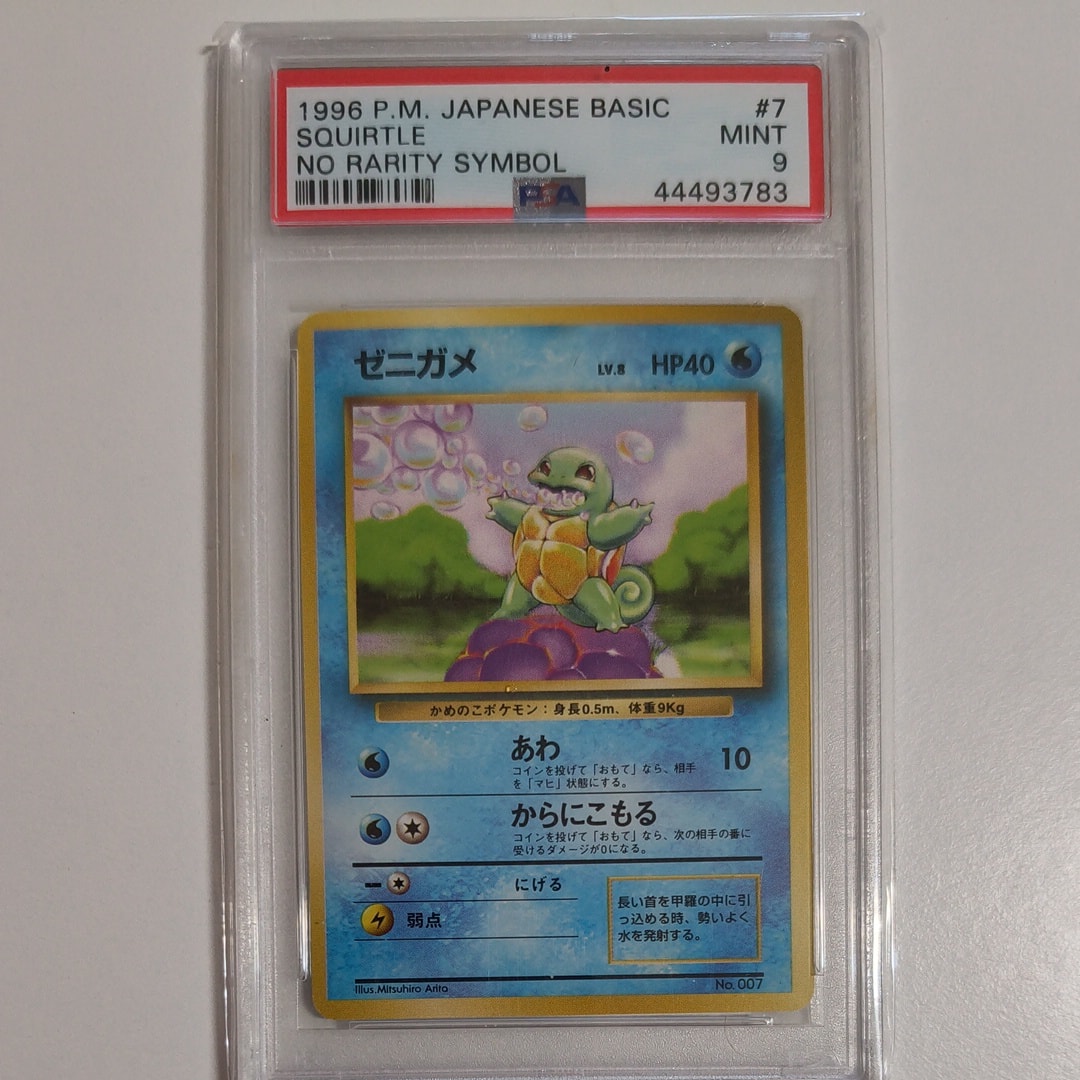 1996 P.M. JAPANESE BASIC #7
SQUIRTLE MINT
NO RARITY SYMBOL 9
PSA 44493783
ゼニガメ LV.8 HP40
かめのこポケモン：身長0.5m、体重9Kg
あわ 10
コインを投げて「おもて」なら、相手
を「マヒ」状態にする。
からにこもる
コインを投げて「おもて」なら、次の相手の番に
受けるダメージが0になる。
にげる
弱点
長い首を甲羅の中に引
っ込める時、勢いよく
水を発射する。
Illus.Mitsuhiro Arita No.007